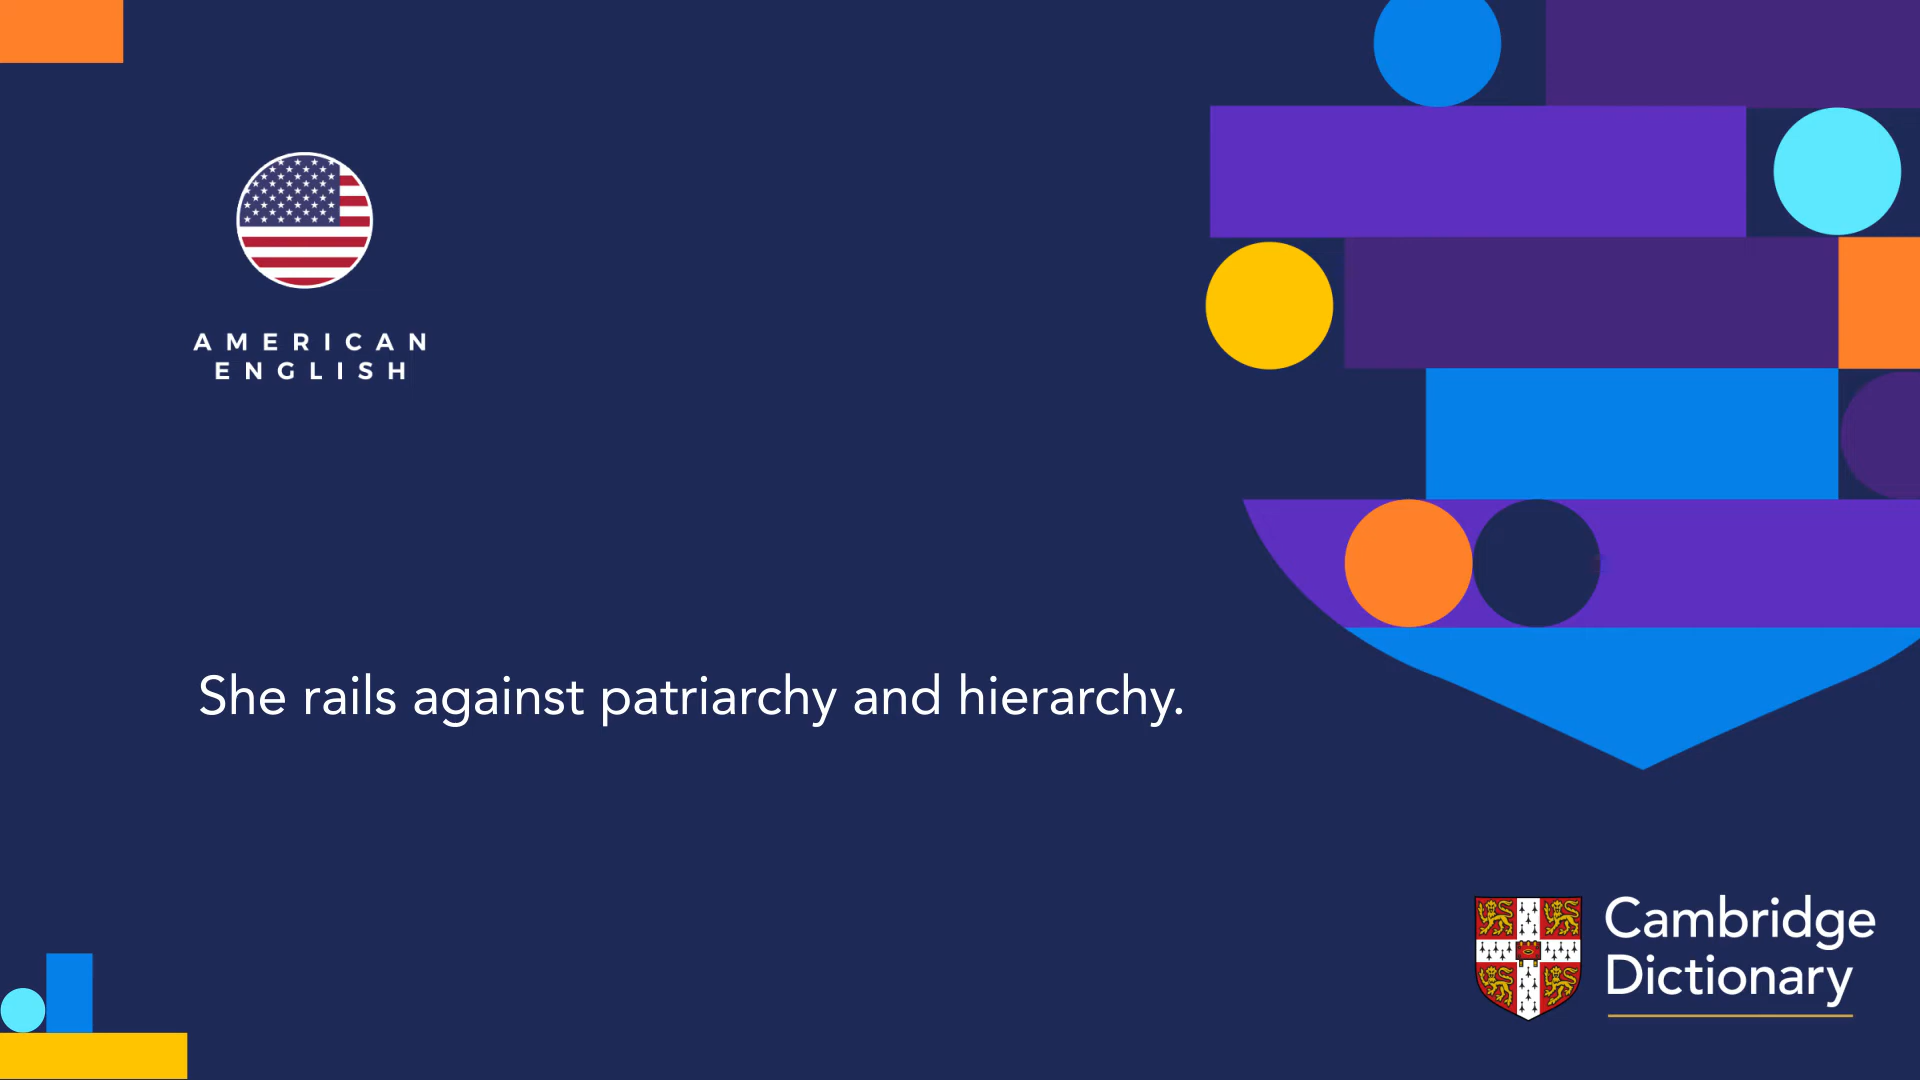 AMERICAN
ENGLISH
She rails against patriarchy and hierarchy.
Cambridge
Dictionary